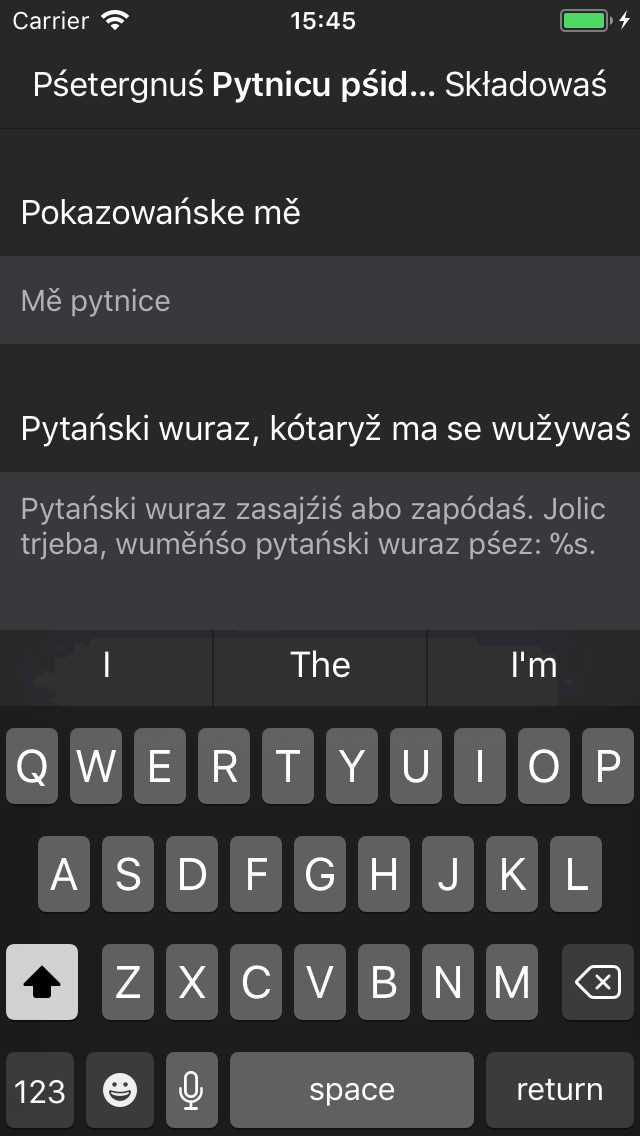 Carrier 15:45
Pśetergnuś Pytnicu pśid... Składowaś
Pokazowańske mě
Mě pytnice
Pytański wuraz, kótaryž ma se wužywaś
Pytański wuraz zasajźiś abo zapódaś. Jolic
trjeba, wuměńśo pytański wuraz pśez: %s.
I The I'm
Q W E R T Y U I O P
A S D F G H J K L
Z X C V B N M
123 space return